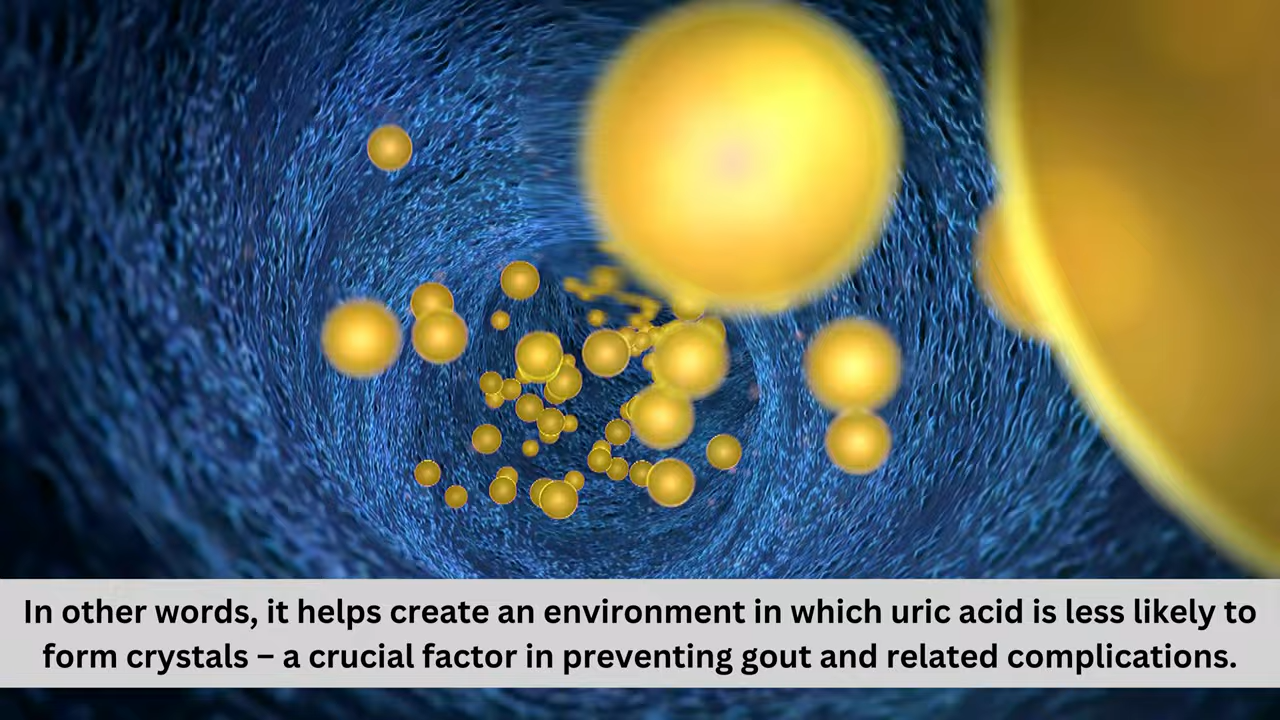 In other words, it helps create an environment in which uric acid is less likely to
form crystals – a crucial factor in preventing gout and related complications.